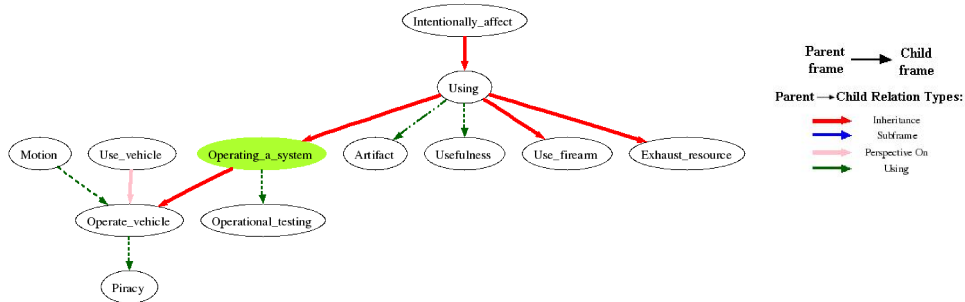 Intentionally_affect
Using
Motion
Use_vehicle
Operating_a_system
Artifact
Usefulness
Use_firearm
Exhaust_resource
Operate_vehicle
Operational_testing
Piracy
Parent
frame
Child
frame
Parent → Child Relation Types:
Inheritance
Subframe
Perspective On
Using